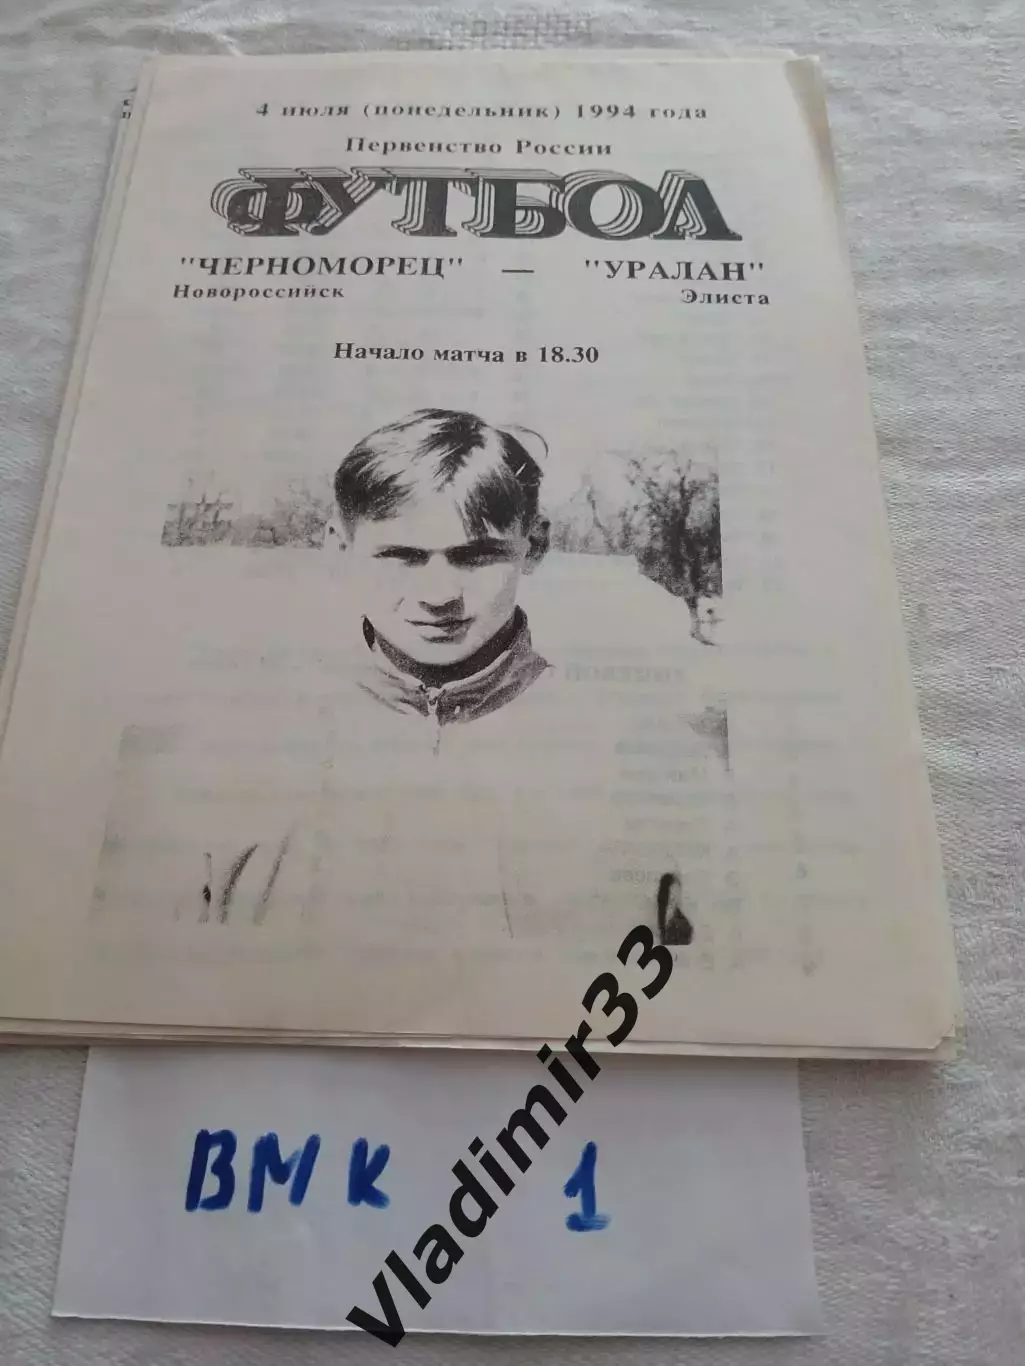 4 июля (понедельник) 1994 года
Первенство России
ФУТБОЛ
"ЧЕРНОМОРЕЦ" — "УРАЛАН"
Новороссийск Элиста
Начало матча в 18.30
ВМК 1
Vladimir33